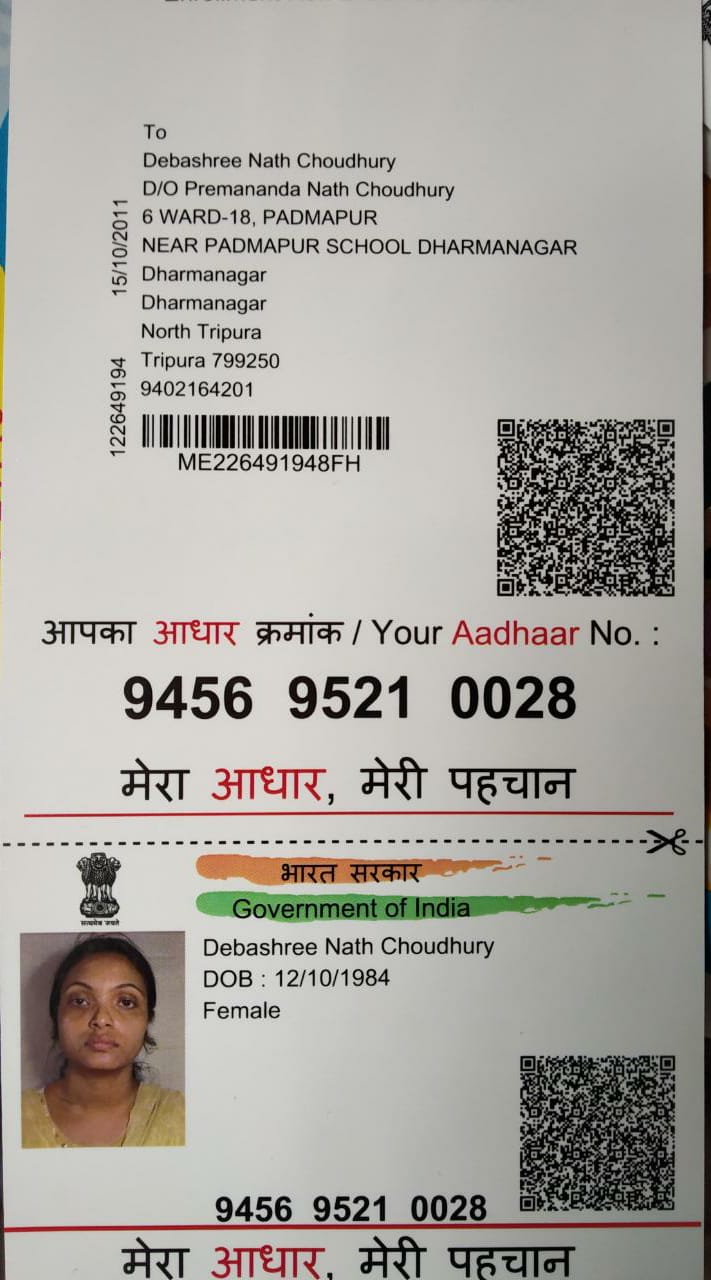 To
Debashree Nath Choudhury
D/O Premananda Nath Choudhury
6 WARD-18, PADMAPUR
NEAR PADMAPUR SCHOOL DHARMANAGAR
Dharmanagar
Dharmanagar
North Tripura
Tripura 799250
9402164201
15/10/2011
122649194
ME226491948FH
आपका आधार क्रमांक / Your Aadhaar No. :
9456 9521 0028
मेरा आधार, मेरी पहचान
सत्यमेव जयते
भारत सरकार
Government of India
Debashree Nath Choudhury
DOB : 12/10/1984
Female
9456 9521 0028
मेरा आधार, मेरी पहचान